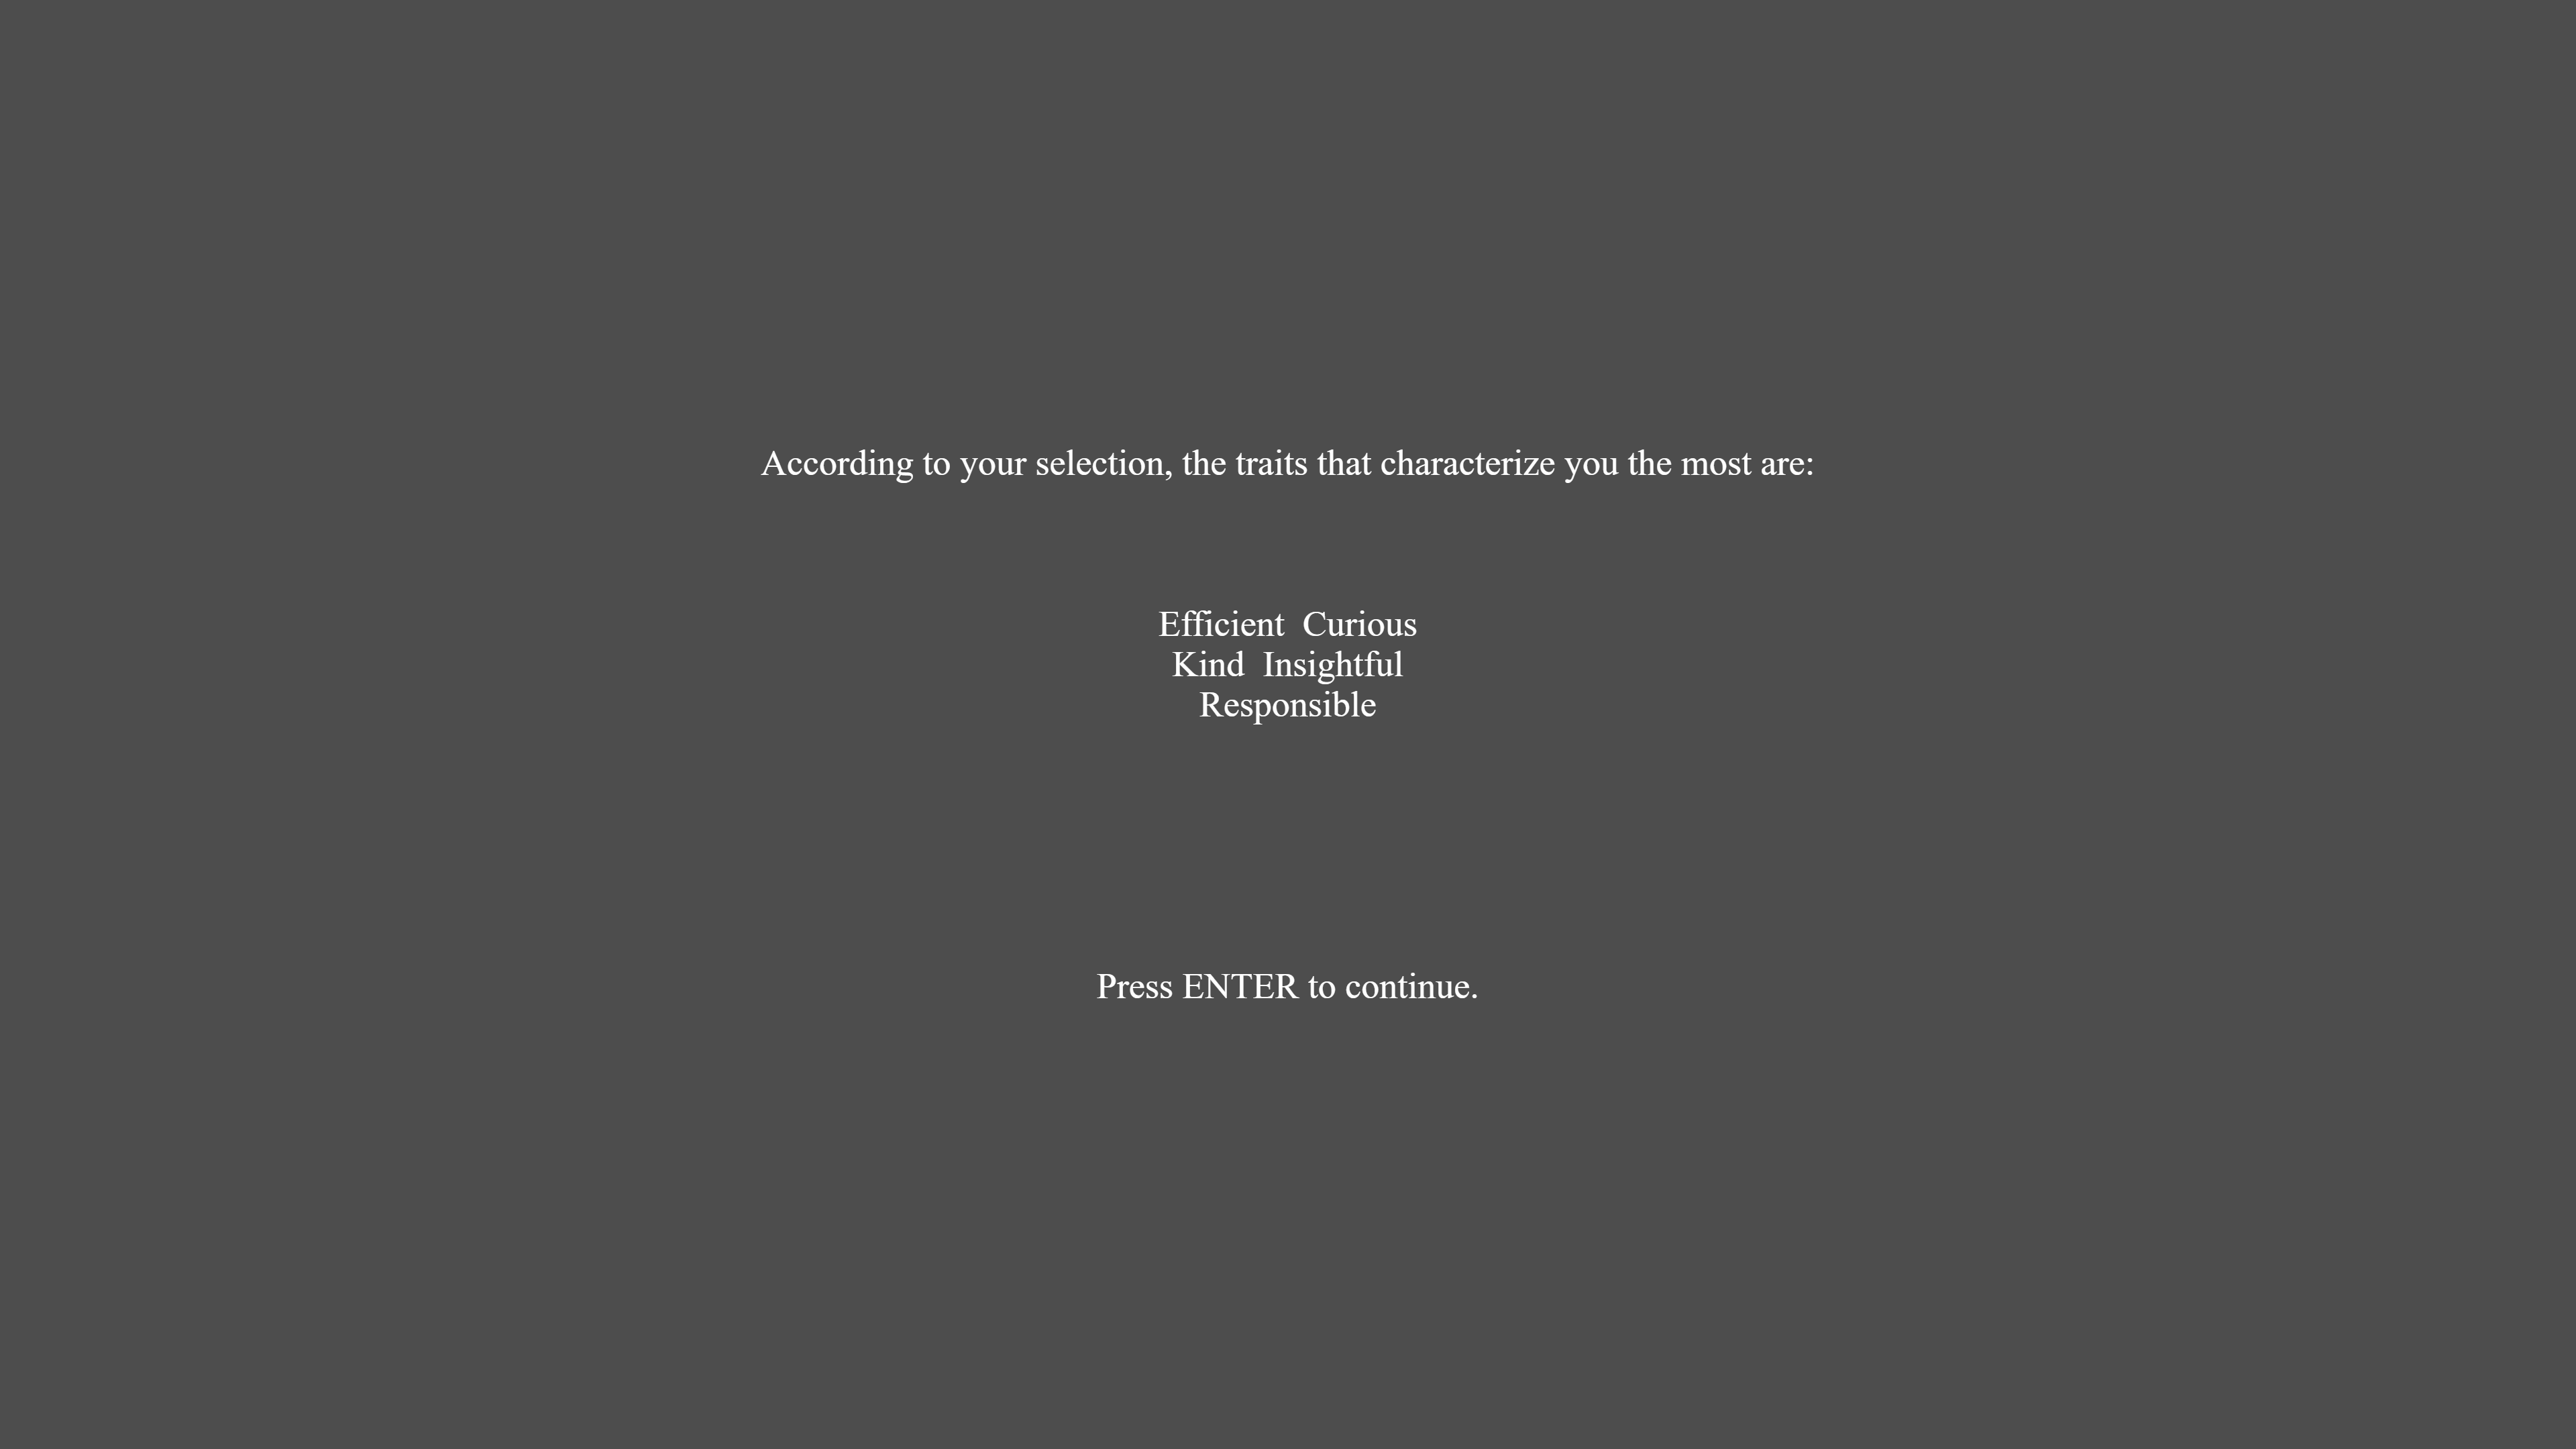 According to your selection, the traits that characterize you the most are:
Efficient  Curious
Kind  Insightful
Responsible
Press ENTER to continue.